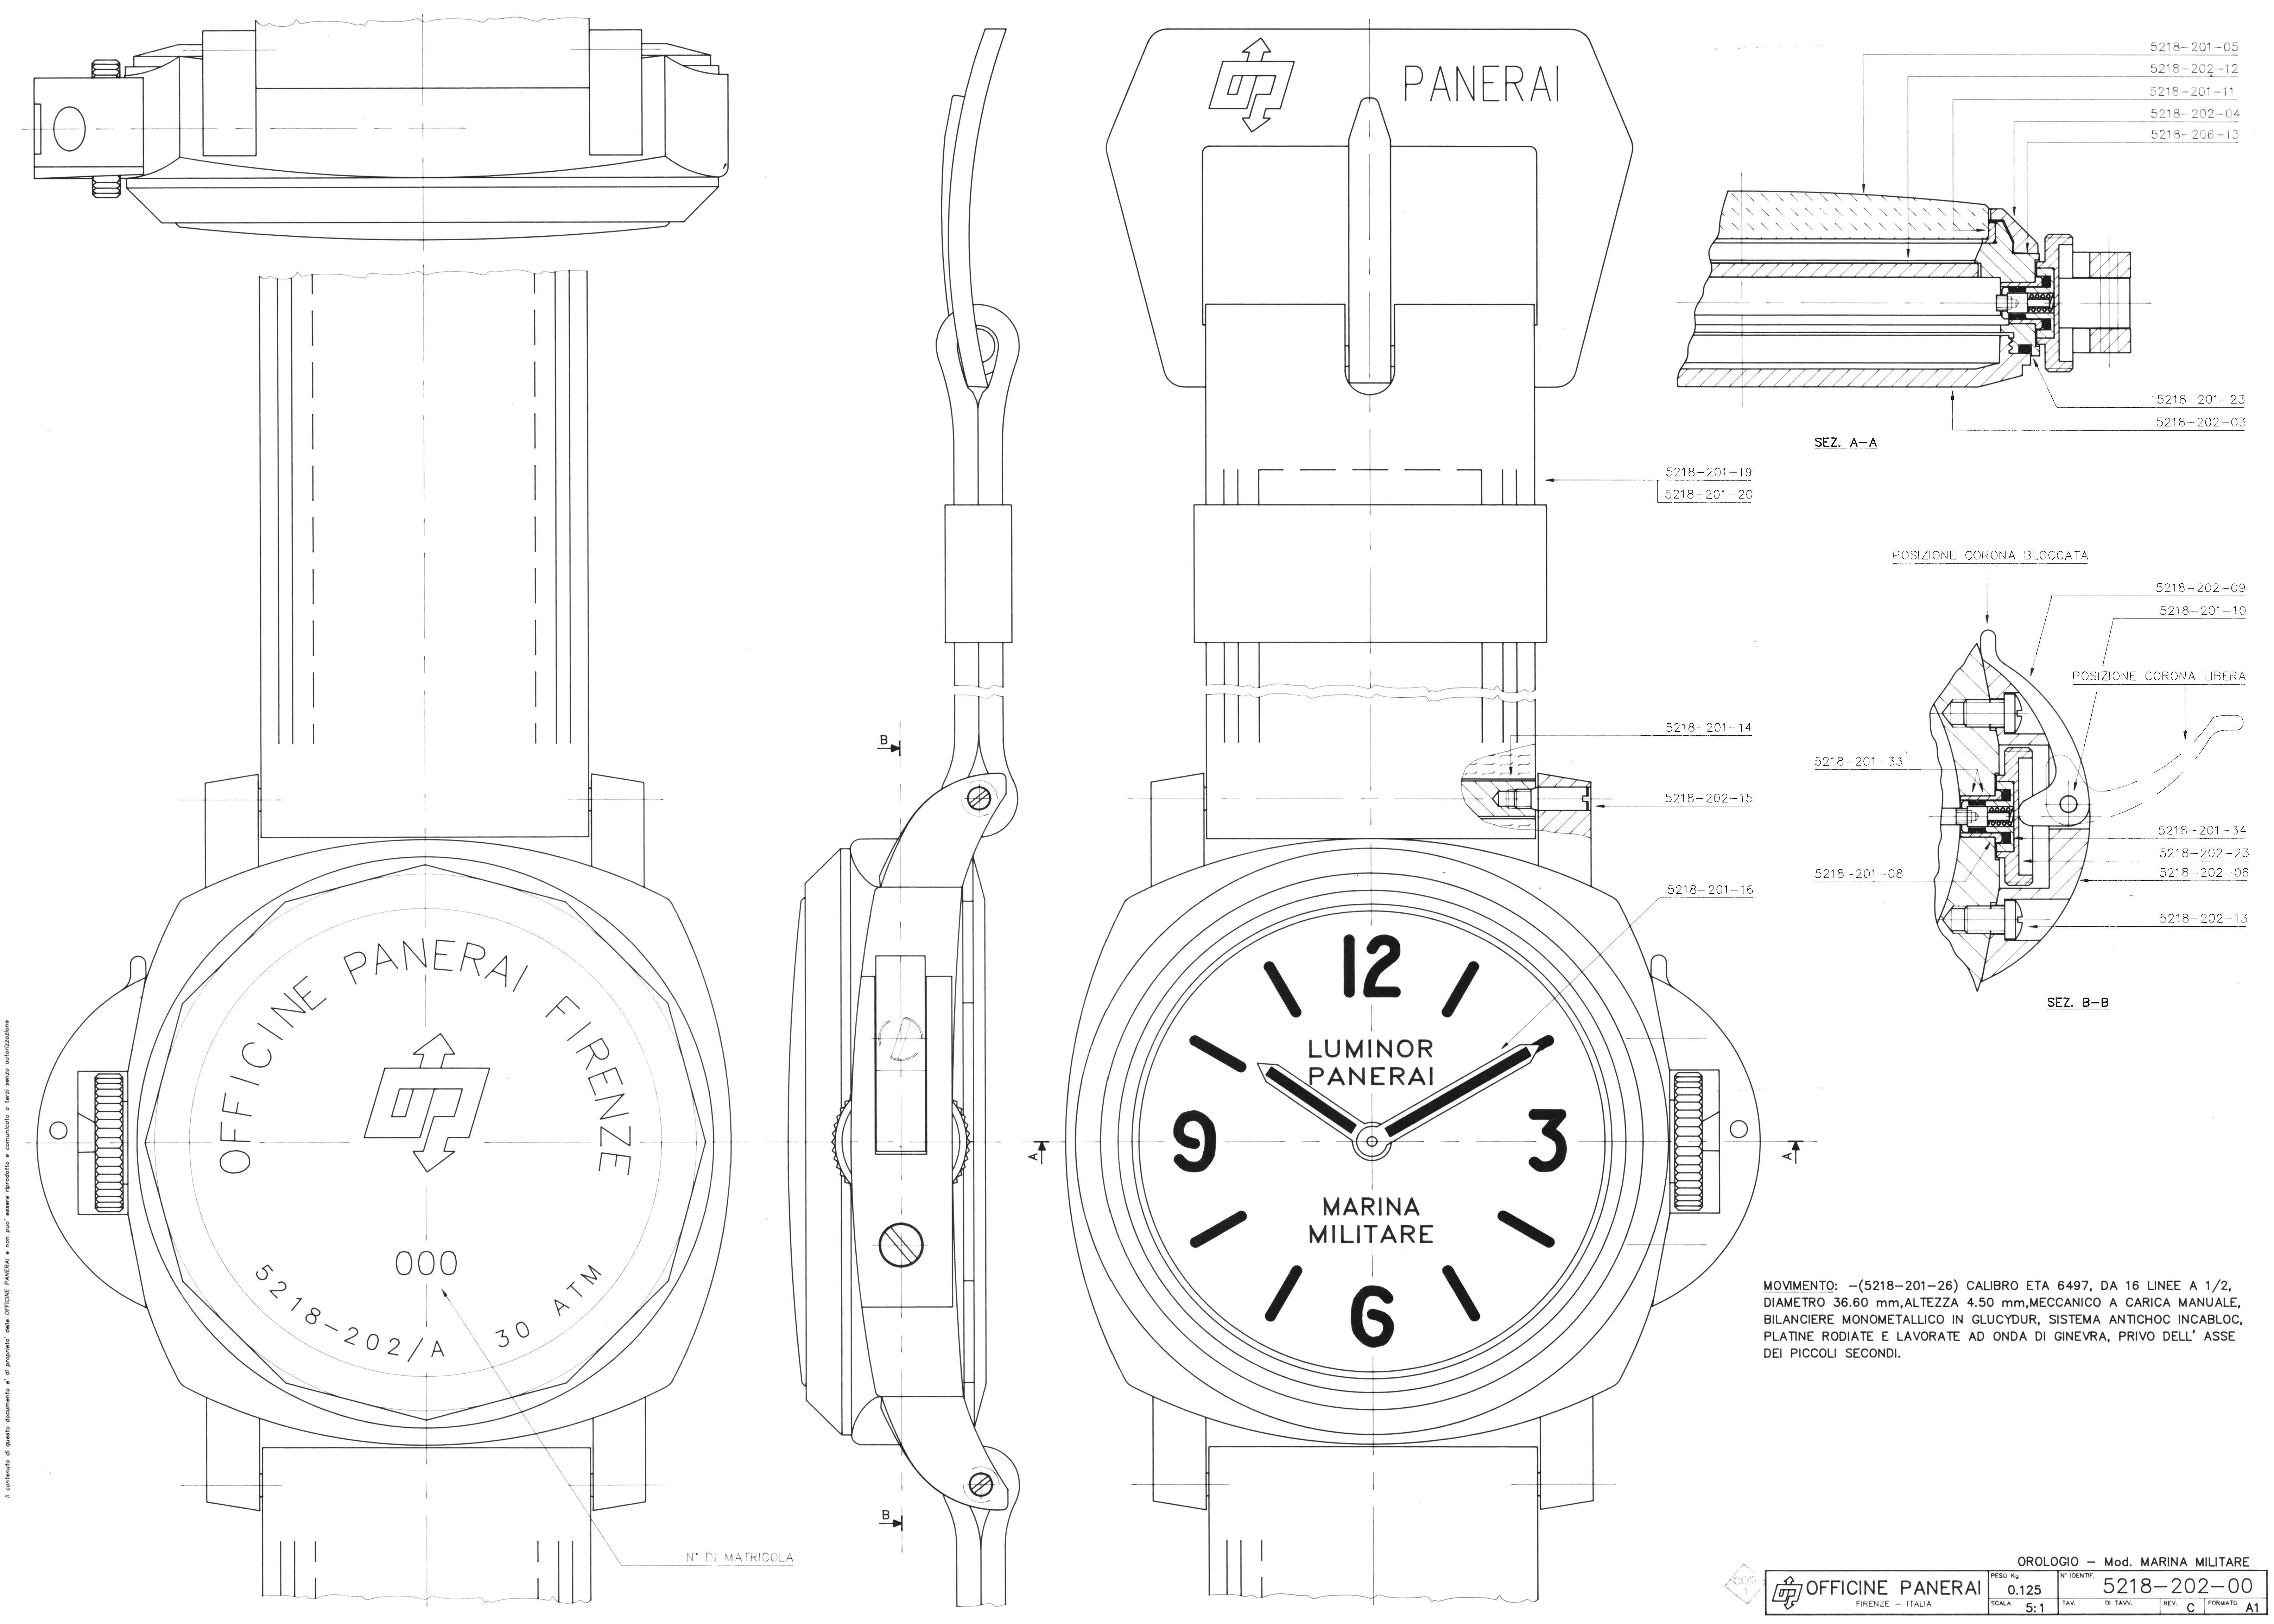 PANERAI
5218-201-05
5218-202-12
5218-201-11
5218-202-04
5218-206-13
5218-201-23
5218-202-03
SEZ. A-A
5218-201-19
5218-201-20
POSIZIONE CORONA BLOCCATA
5218-202-09
5218-201-10
POSIZIONE CORONA LIBERA
5218-201-33
5218-201-34
5218-202-23
5218-202-06
5218-201-08
5218-202-13
SEZ. B-B
5218-201-14
5218-202-15
5218-201-16
B
B
A
A
OFFICINE PANERAI FIRENZE
000
5218-202/A 30 ATM
N° DI MATRICOLA
12
LUMINOR
PANERAI
9
3
MARINA
MILITARE
6
MOVIMENTO: -(5218-201-26) CALIBRO ETA 6497, DA 16 LINEE A 1/2,
DIAMETRO 36.60 mm,ALTEZZA 4.50 mm,MECCANICO A CARICA MANUALE,
BILANCIERE MONOMETALLICO IN GLUCYDUR, SISTEMA ANTICHOC INCABLOC,
PLATINE RODIATE E LAVORATE AD ONDA DI GINEVRA, PRIVO DELL' ASSE
DEI PICCOLI SECONDI.
Il contenuto di questo documento e' di proprieta' delle OFFICINE PANERAI e non puo' essere riprodotto e comunicato a terzi senza autorizzazione
OROLOGIO - Mod. MARINA MILITARE
OFFICINE PANERAI
FIRENZE - ITALIA
PESO Kg
0.125
N° IDENTIF.
5218-202-00
SCALA 5:1
TAV. DI TAVV.
REV. C
FORMATO A1